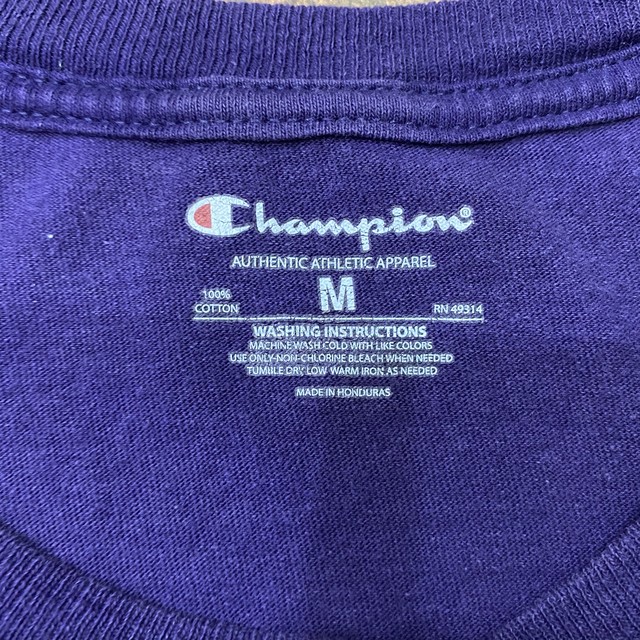 Champion®
AUTHENTIC ATHLETIC APPAREL
100%
COTTON
M
RN 49314
WASHING INSTRUCTIONS
MACHINE WASH COLD WITH LIKE COLORS
USE ONLY-NON-CHLORINE BLEACH WHEN NEEDED
TUMBLE DRY LOW WARM IRON AS NEEDED
MADE IN HONDURAS